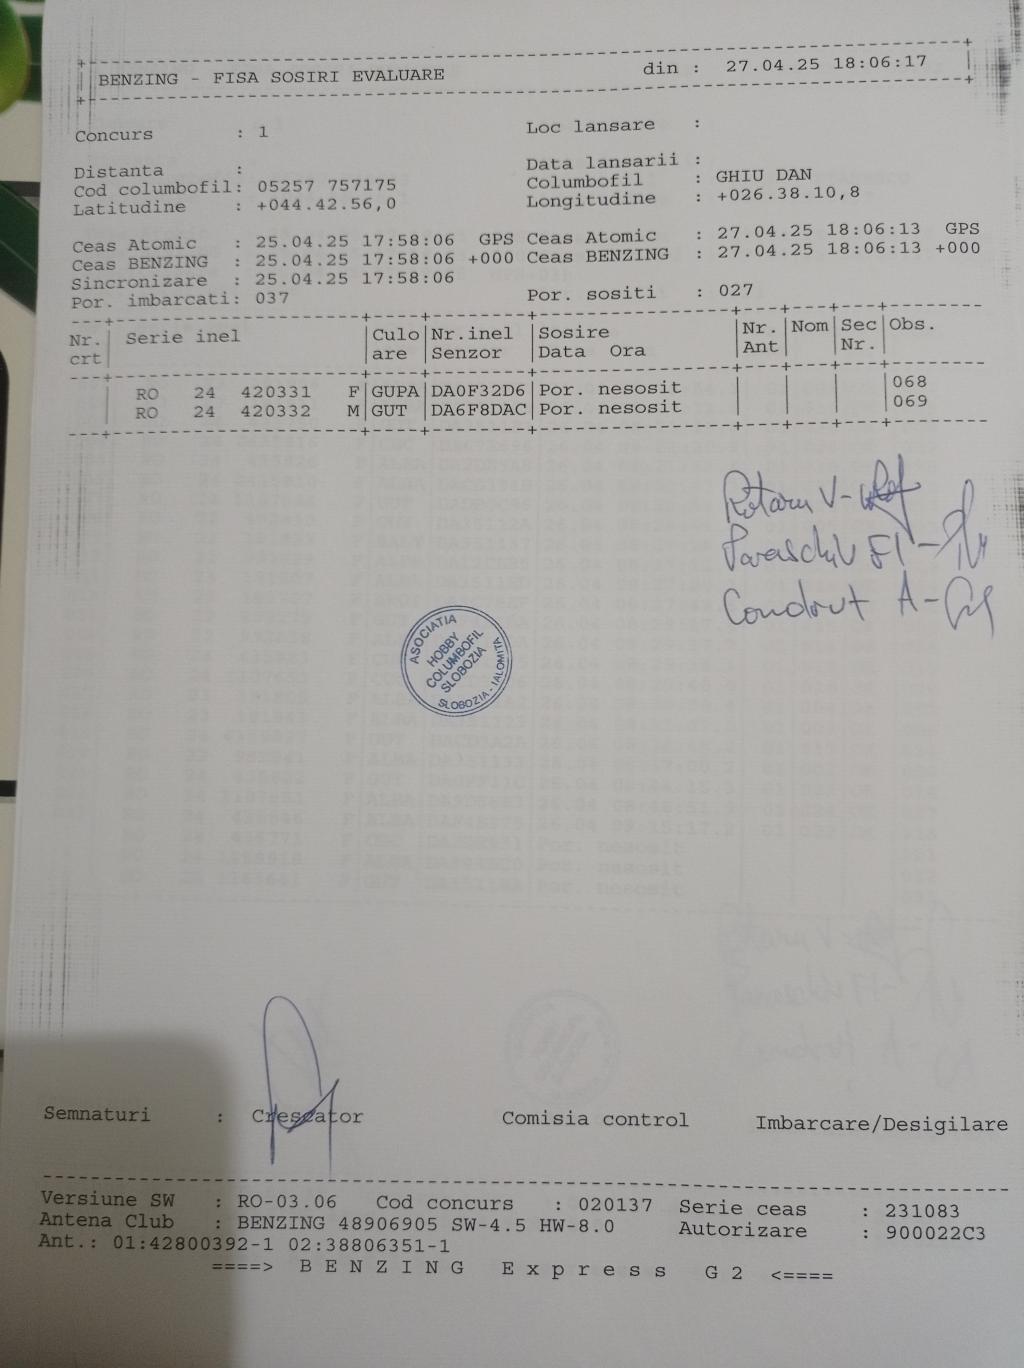 BENZING - FISA SOSIRI EVALUARE din : 27.04.25 18:06:17
Concurs : 1 Loc lansare :
Distanta : Data lansarii :
Cod columbofil: 05257 757175 Columbofil : GHIU DAN
Latitudine : +044.42.56,0 Longitudine : +026.38.10,8
Ceas Atomic : 25.04.25 17:58:06 GPS Ceas Atomic : 27.04.25 18:06:13 GPS
Ceas BENZING : 25.04.25 17:58:06 +000 Ceas BENZING : 27.04.25 18:06:13 +000
Sincronizare : 25.04.25 17:58:06
Por. imbarcati: 037 Por. sositi : 027
Nr. Serie inel Culo Nr.inel Sosire Nr. Nom Sec Obs.
crt are Senzor Data Ora Ant Nr.
RO 24 420331 F GUPA DA0F32D6 Por. nesosit 068
RO 24 420332 M GUT DA6F8DAC Por. nesosit 069
Rotaru V-
Paraschiv Fl-
Condrut A-
ASOCIATIA
HOBBY
COLUMBOFIL
SLOBOZIA
SLOBOZIA - IALOMITA
Semnaturi : Crescator Comisia control Imbarcare/Desigilare
Versiune SW : RO-03.06 Cod concurs : 020137 Serie ceas : 231083
Antena Club : BENZING 48906905 SW-4.5 HW-8.0 Autorizare : 900022C3
Ant.: 01:42800392-1 02:38806351-1
====> B E N Z I N G E x p r e s s G 2 <====